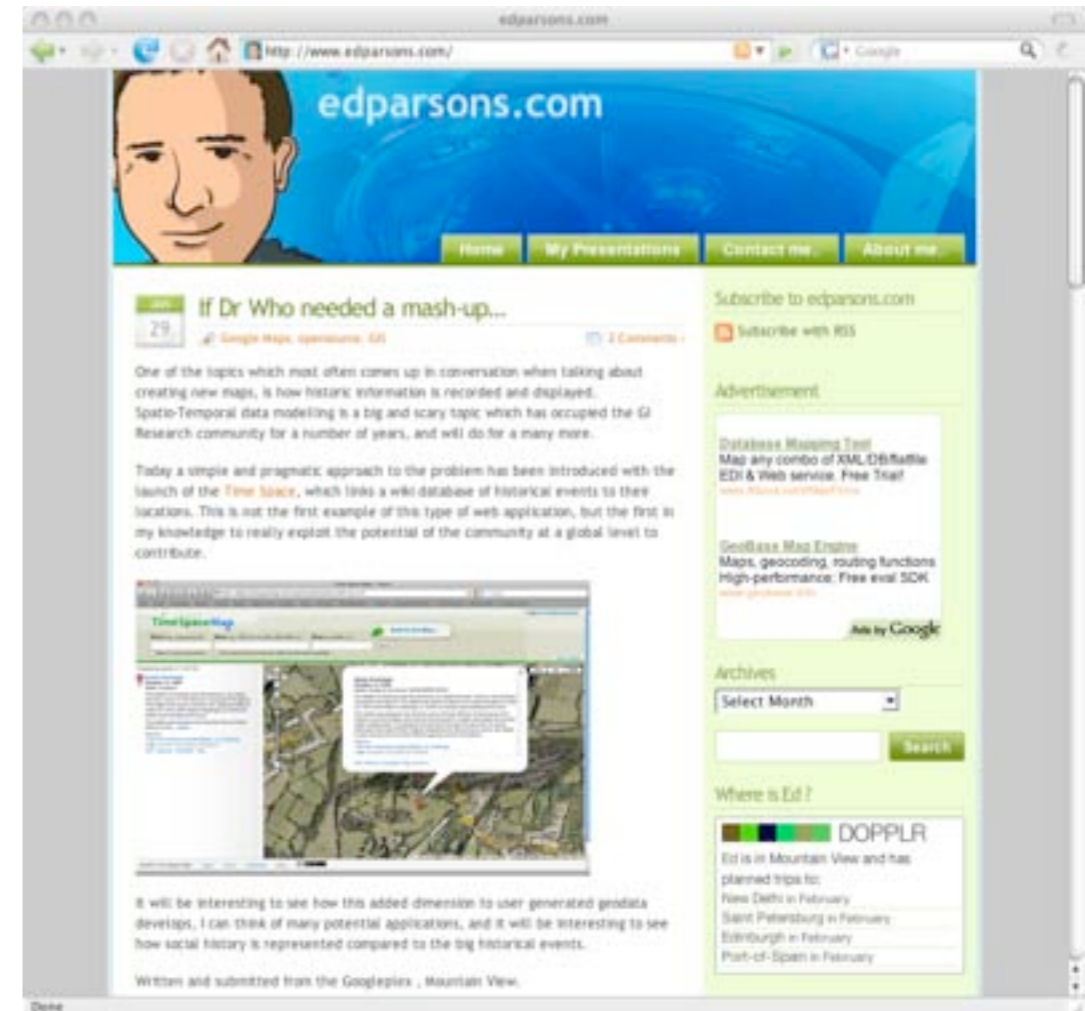 edparsons.com
http://www.edparsons.com/
Google
edparsons.com
Home
My Presentations
Contact me..
About me..
29
If Dr Who needed a mash-up...
Google Maps, opensource, GIS
2 Comments ›
One of the topics which most often comes up in conversation when talking about
creating new maps, is how historic information is recorded and displayed.
Spatio-Temporal data modelling is a big and scary topic which has occupied the GI
Research community for a number of years, and will do for a many more.
Today a simple and pragmatic approach to the problem has been introduced with the
launch of the Time Space, which links a wiki database of historical events to their
locations. This is not the first example of this type of web application, but the first in
my knowledge to really exploit the potential of the community at a global level to
contribute.
TimeSpaceMap
It will be interesting to see how this added dimension to user generated geodata
develops, I can think of many potential applications, and it will be interesting to see
how social history is represented compared to the big historical events.
Written and submitted from the Googleplex , Mountain View.
Subscribe to edparsons.com
Subscribe with RSS
Advertisement
Database Mapping Tool
Map any combo of XML/DB/flatfile
EDI & Web service. Free Trial!
GeoBase Map Engine
Maps, geocoding, routing functions
High-performance: Free eval SDK
Ads by Google
Archives
Select Month
Search
Where is Ed ?
DOPPLR
Ed is in Mountain View and has
planned trips to:
New Delhi in February
Saint Petersburg in February
Edinburgh in February
Port-of-Spain in February
Done